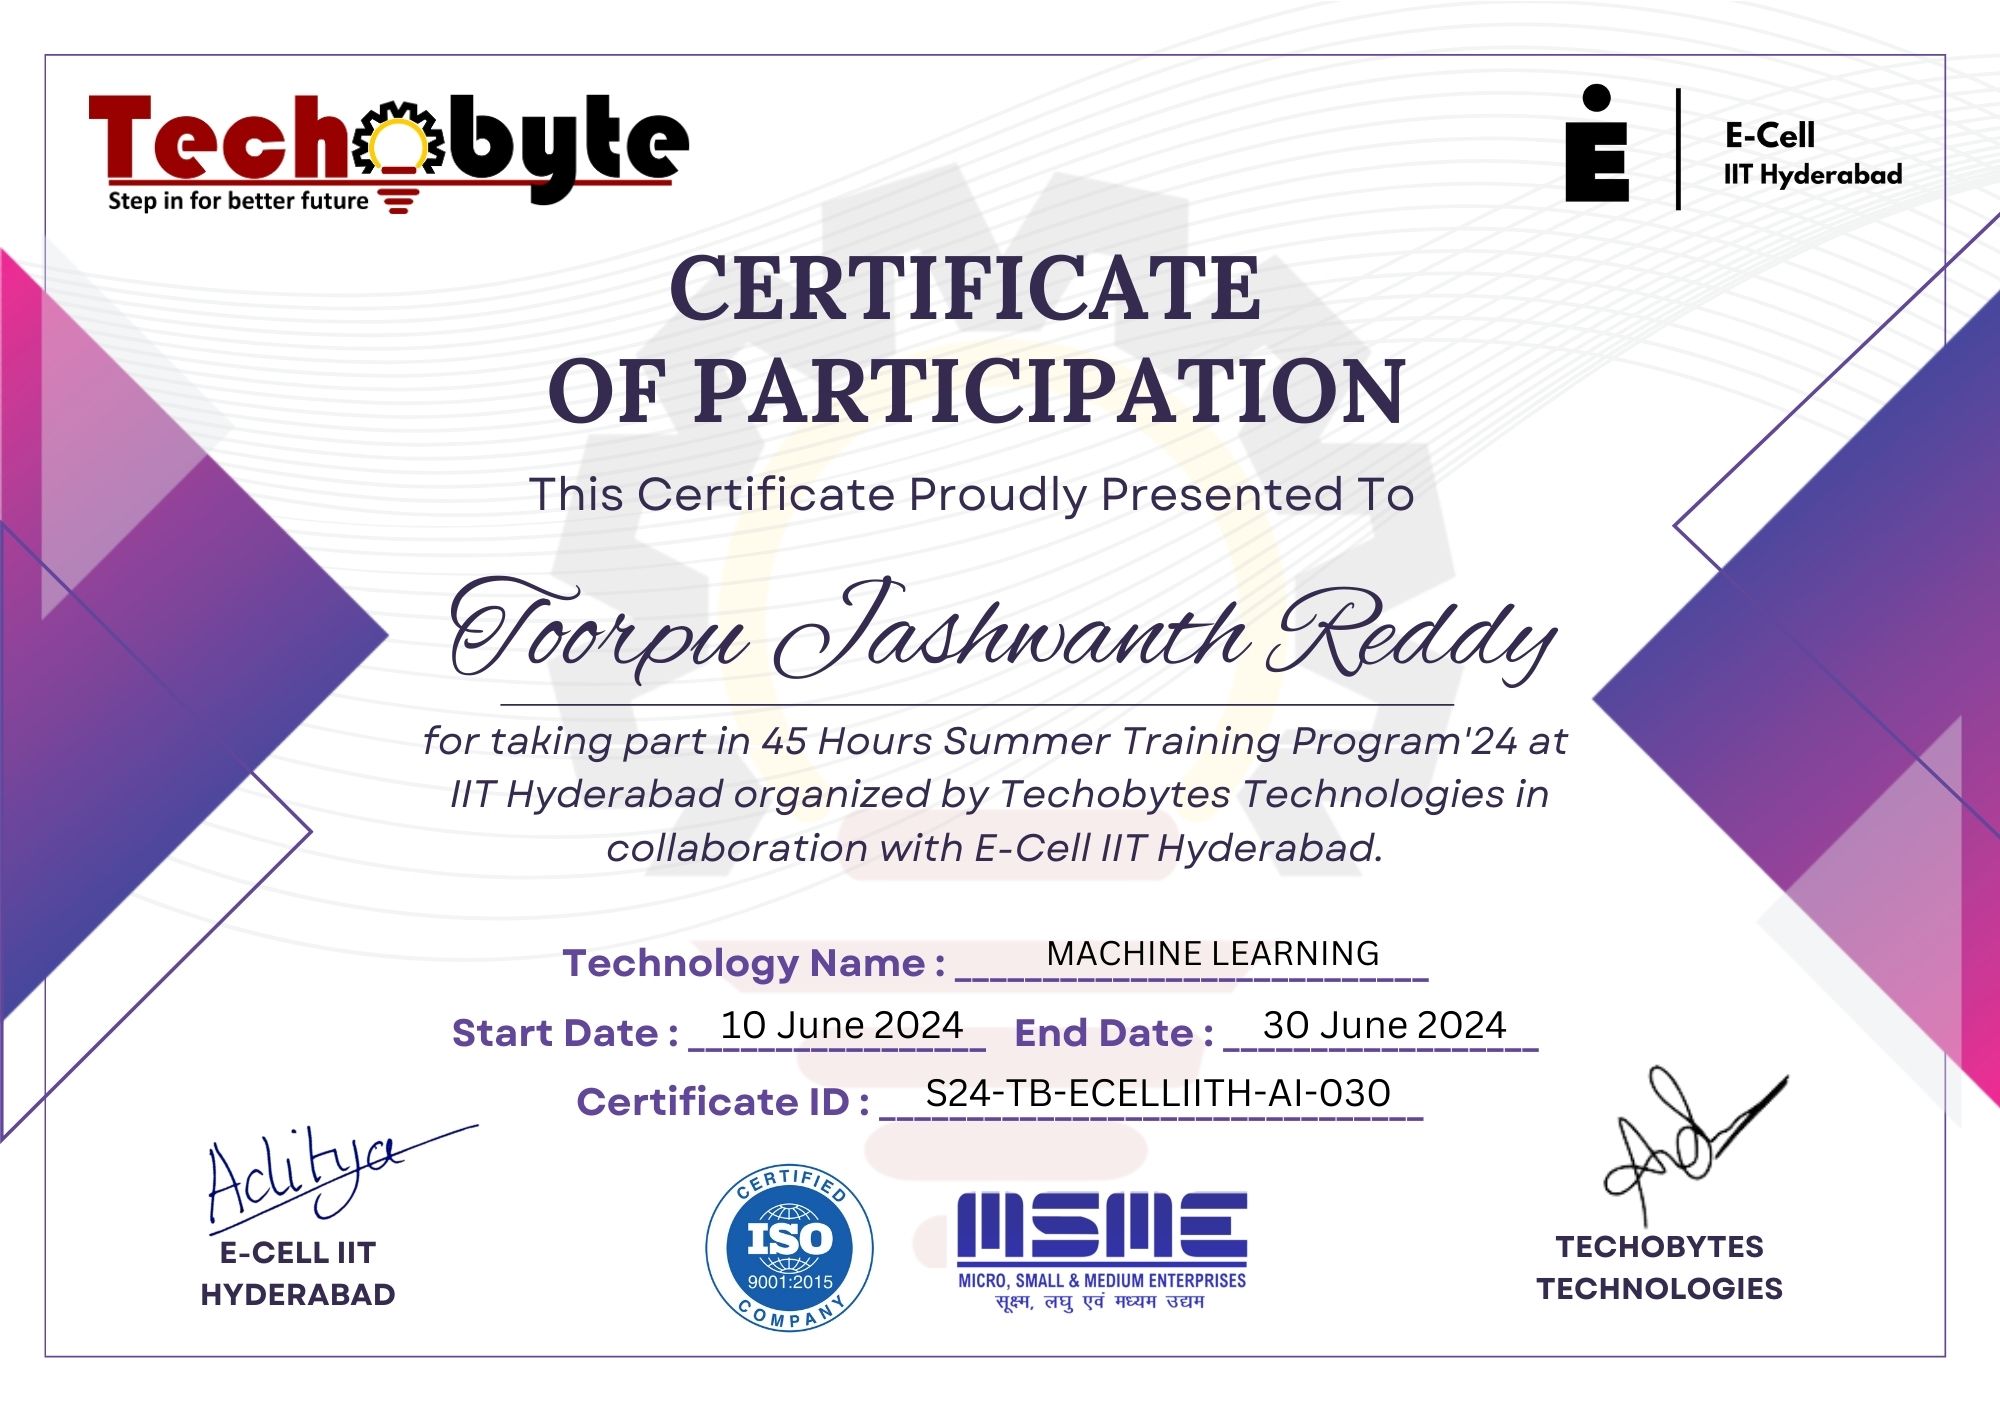 Techobyte
Step in for better future
E-Cell
IIT Hyderabad
CERTIFICATE
OF PARTICIPATION
This Certificate Proudly Presented To
Toorpu Jashwanth Reddy
for taking part in 45 Hours Summer Training Program'24 at
IIT Hyderabad organized by Techobytes Technologies in
collaboration with E-Cell IIT Hyderabad.
Technology Name : MACHINE LEARNING
Start Date : 10 June 2024 End Date : 30 June 2024
Certificate ID : S24-TB-ECELLIITH-AI-030
Aditya
E-CELL IIT
HYDERABAD
CERTIFIED
ISO
9001:2015
COMPANY
MSME
MICRO, SMALL & MEDIUM ENTERPRISES
सूक्ष्म, लघु एवं मध्यम उद्यम
TECHOBYTES
TECHNOLOGIES